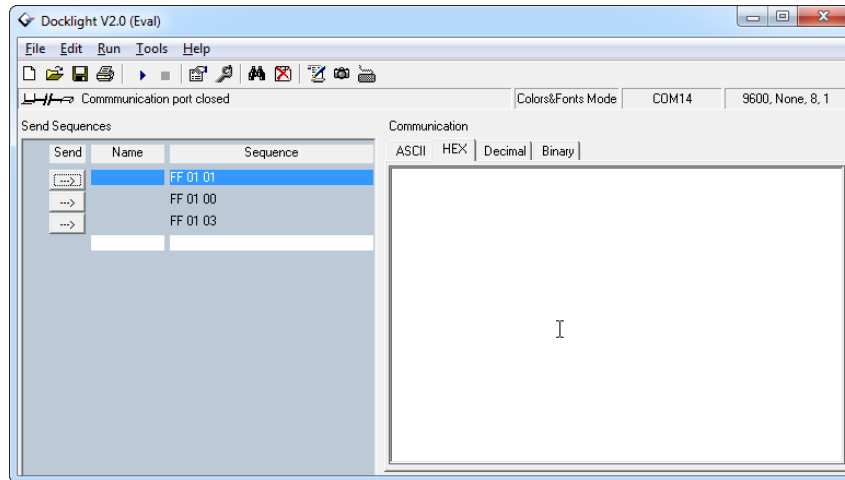 Docklight V2.0 (Eval)
File Edit Run Tools Help
Commmunication port closed Colors&Fonts Mode COM14 9600, None, 8, 1
Send Sequences Communication
Send Name Sequence ASCII HEX Decimal Binary
---> FF 01 01
---> FF 01 00
---> FF 01 03